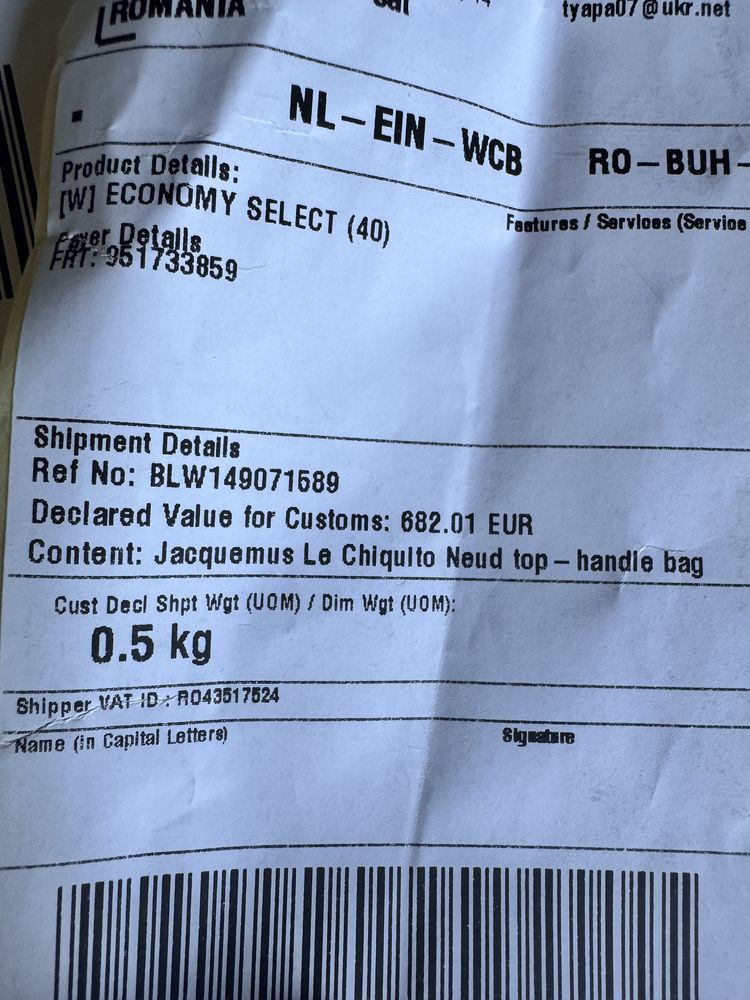 ROMANIA
tyapa07@ukr.net
NL-EIN-WCB
RO-BUH-
Product Details:
[W] ECONOMY SELECT (40)
Features / Services (Service
Payer Details
FRT: 951733859
Shipment Details
Ref No: BLW149071589
Declared Value for Customs: 682.01 EUR
Content: Jacquemus Le Chiquito Noud top-handle bag
Cust Decl Shpt Wgt (UOM) / Dim Wgt (UOM):
0.5 kg
Shipper VAT ID : RO43517524
Name (in Capital Letters)
Signature